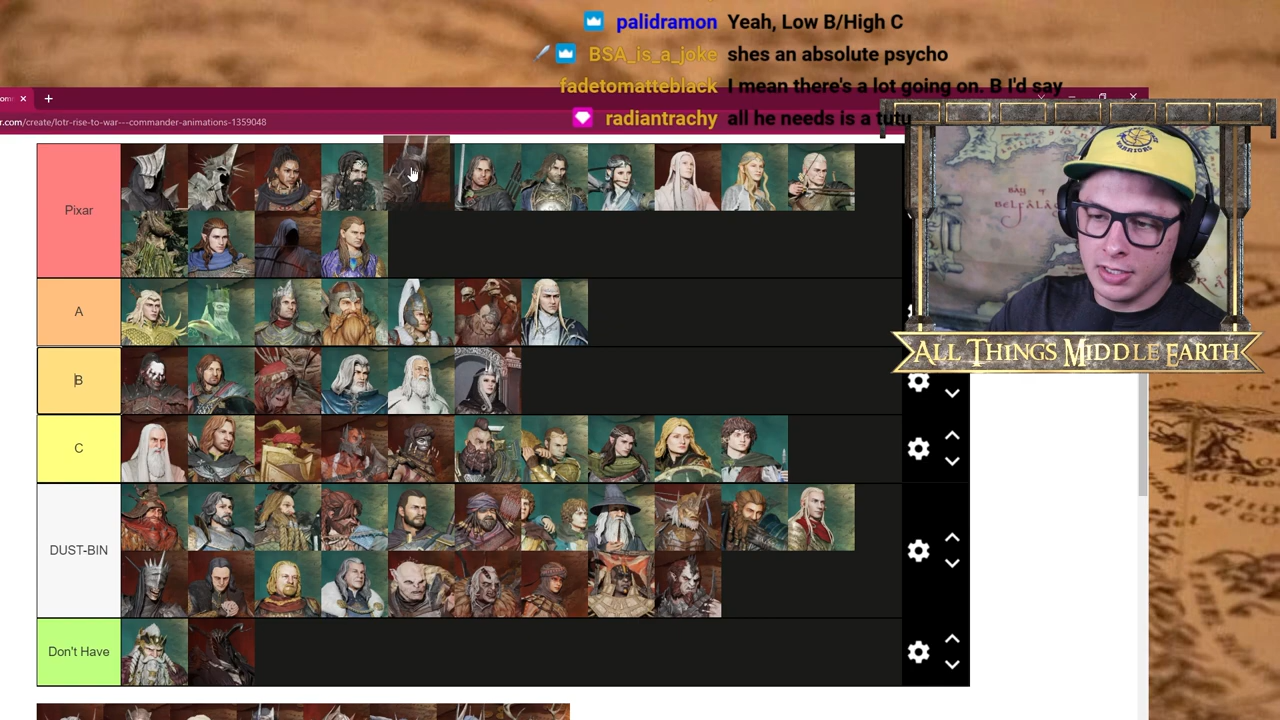 palidramon Yeah, Low B/High C
BSA_is_a_joke shes an absolute psycho
fadetomatteblack I mean there's a lot going on. B I'd say
radiantrachy all he needs is a tutu
r.com/create/lotr-rise-to-war---commander-animations-1359048
Pixar
A
B
C
DUST-BIN
Don't Have
WARRIORS
ALL THINGS MIDDLE EARTH